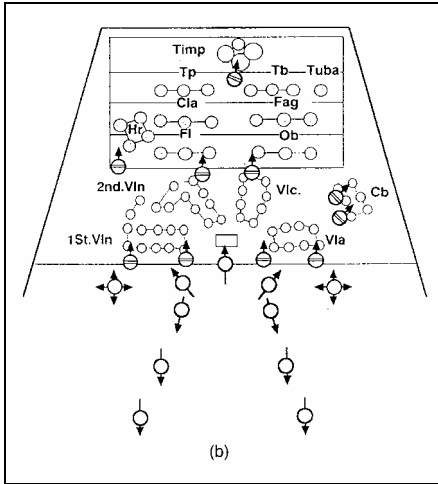 Timp
Tp Tb Tuba
Cla Fag
Hr Fl Ob
2nd.Vln Vlc. Cb
1St.Vln Vla
(b)